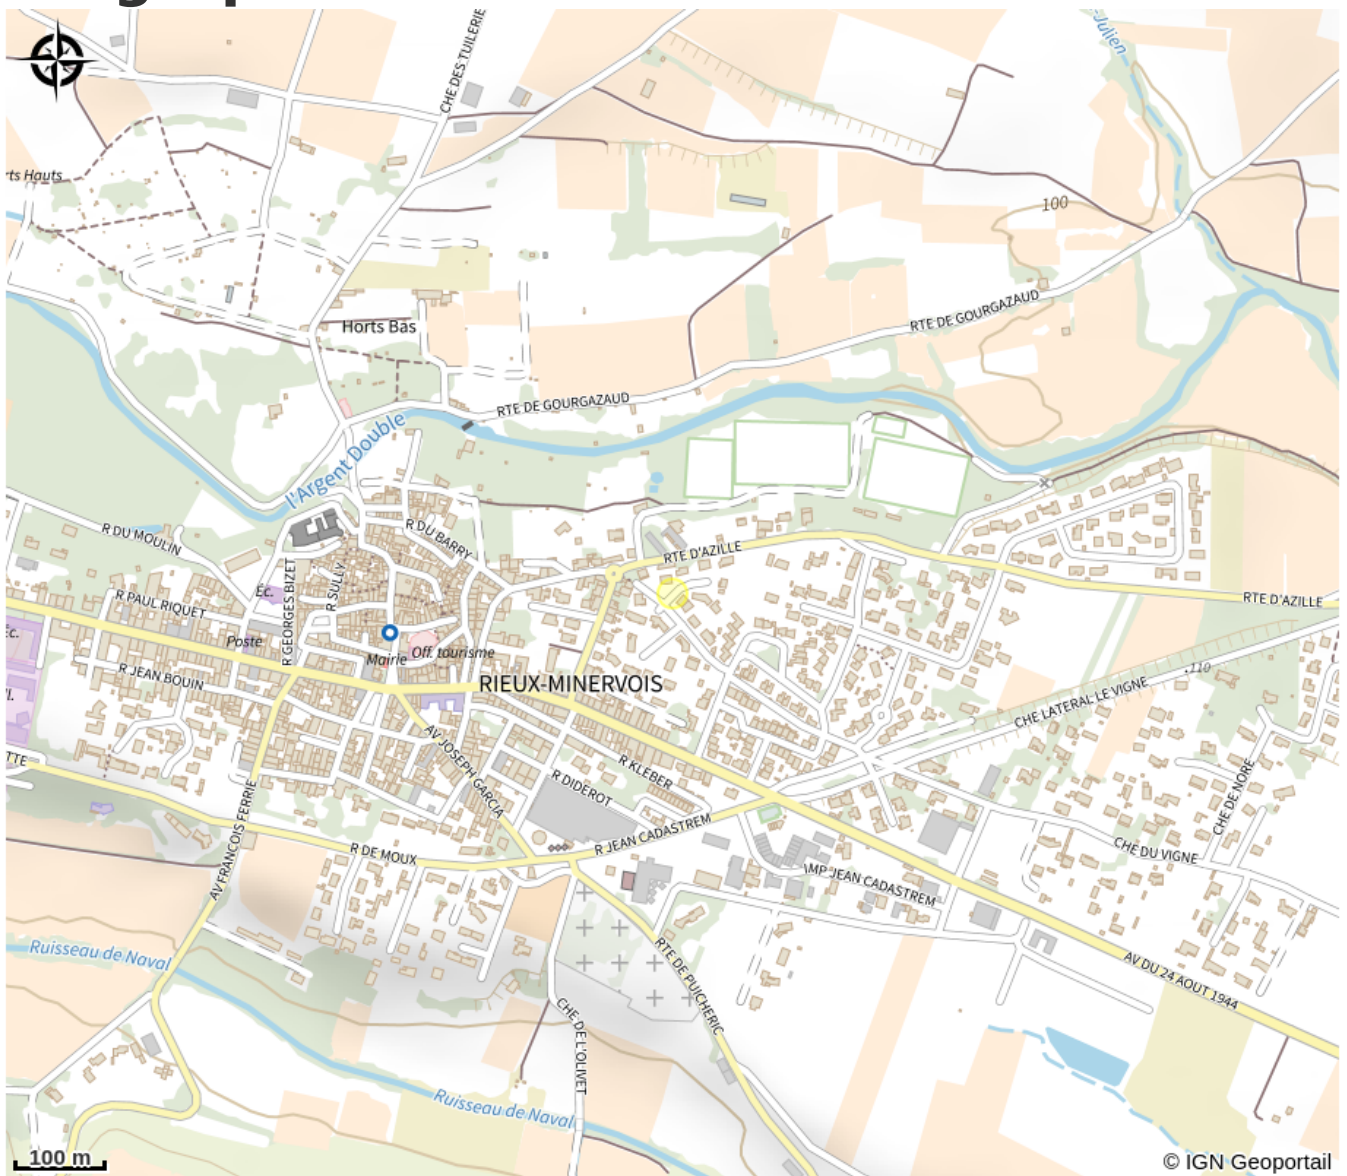 CHE DES TUILERIE
-Julien
rts Hauts
100
Horts Bas
RTE DE GOURGAZAUD
RTE DE GOURGAZAUD
l'Argent Double
R DU MOULIN
R DU BARRY
RTE D'AZILLE
RTE D'AZILLE
Éc.
R PAUL RIQUET
R GEORGES BIZET
R SULLY
Éc.
Poste
Mairie
Off. tourisme
R JEAN BOUIN
RIEUX-MINERVOIS
110
CHE LATERAL LE VIGNE
AV JOSEPH GARCIA
R KLEBER
R DIDEROT
TTE
AV FRANCOIS FERRIE
R JEAN CADASTREM
R DE MOUX
CHE DE NORE
CHE DU VIGNE
IMP JEAN CADASTREM
Ruisseau de Naval
RTE DE PUICHERIC
AV DU 24 AOUT 1944
CHE DE L'OLIVET
Ruisseau de Naval
100 m
© IGN Geoportail